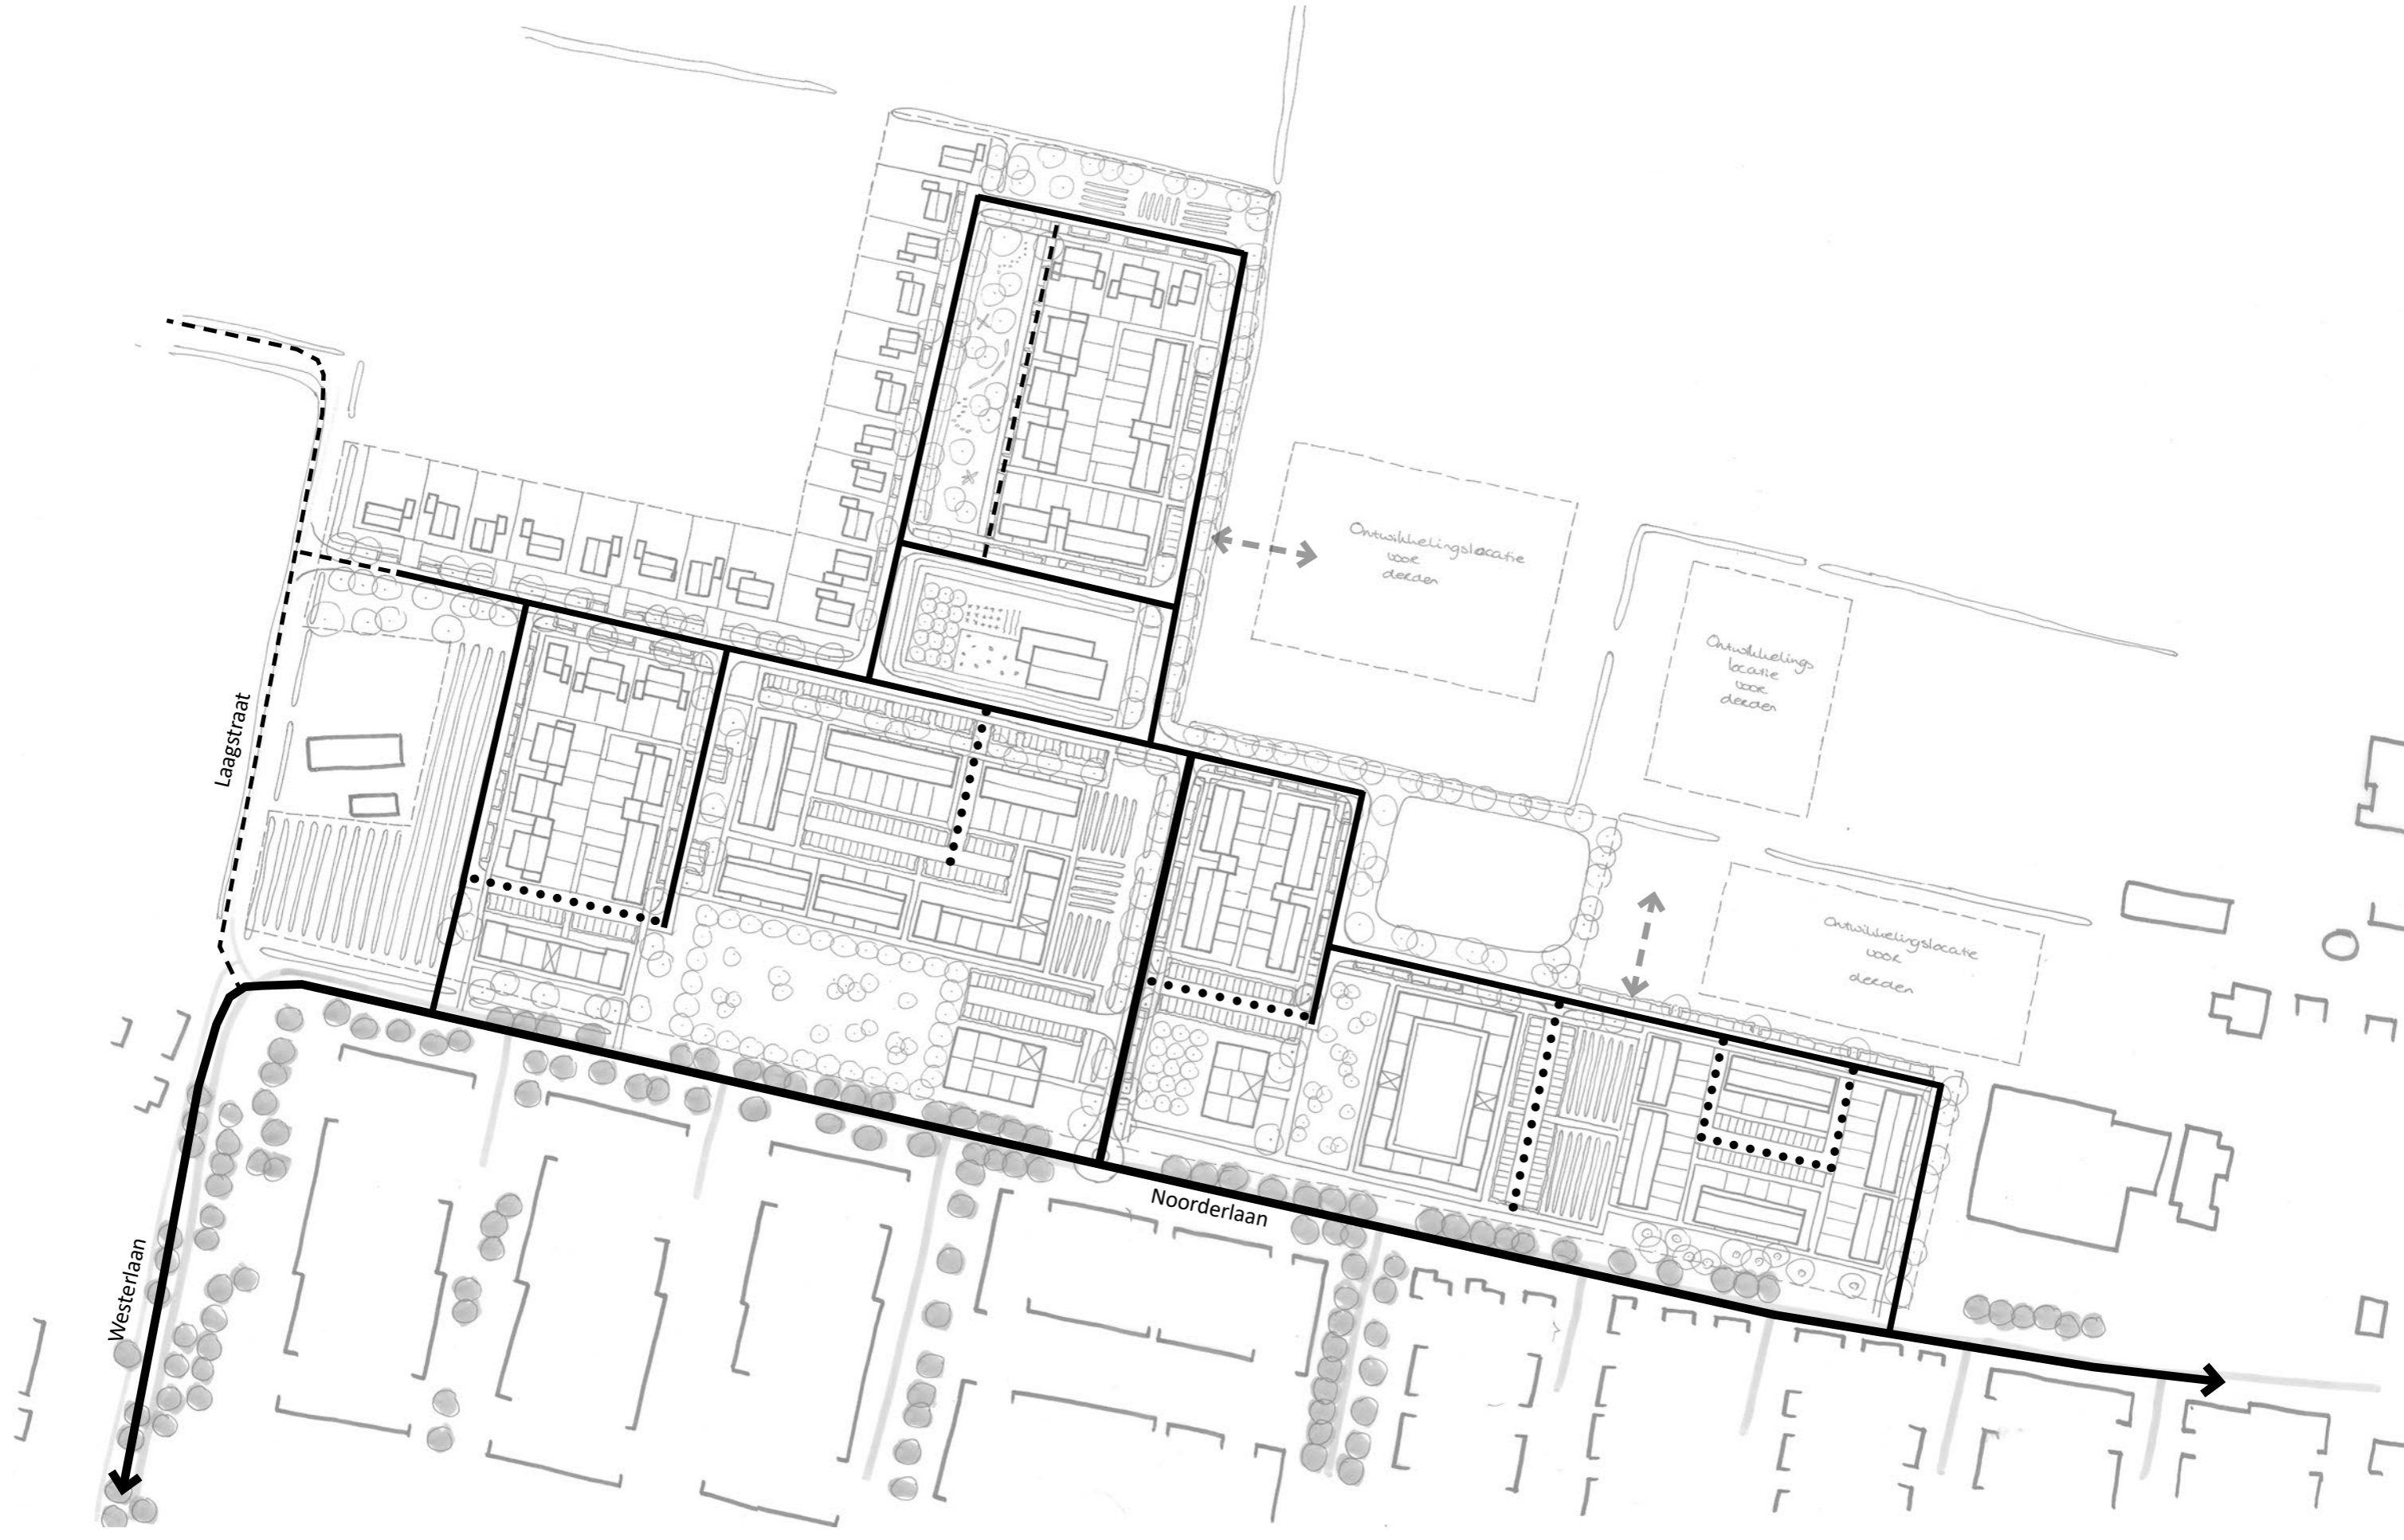 Ontwikkelingslocatie
voor
derden
Ontwikkelings
locatie
voor
derden
Laagstraat
Ontwikkelingslocatie
voor
derden
Noorderlaan
Westerlaan